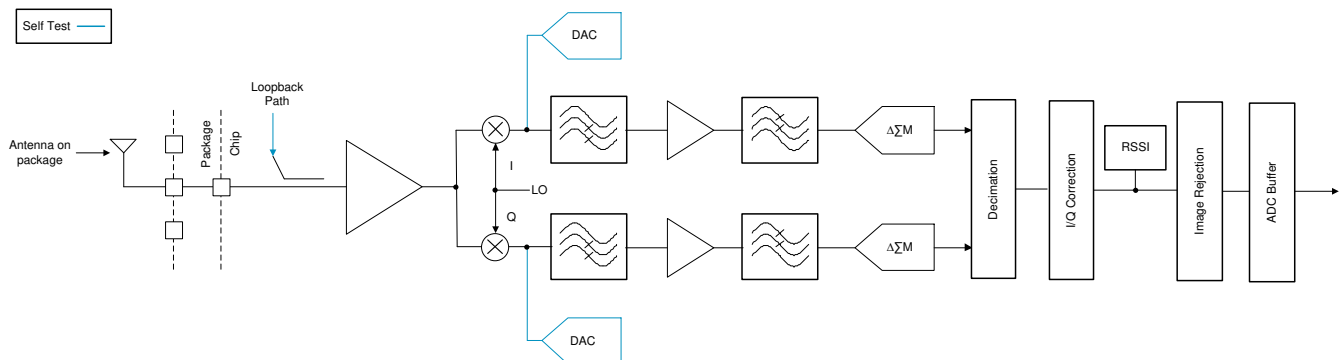 Self Test
DAC
Loopback
Path
Antenna on
package
Package
Chip
I
LO
Q
ΔΣM
ΔΣM
Decimation
I/Q Correction
RSSI
Image Rejection
ADC Buffer
DAC